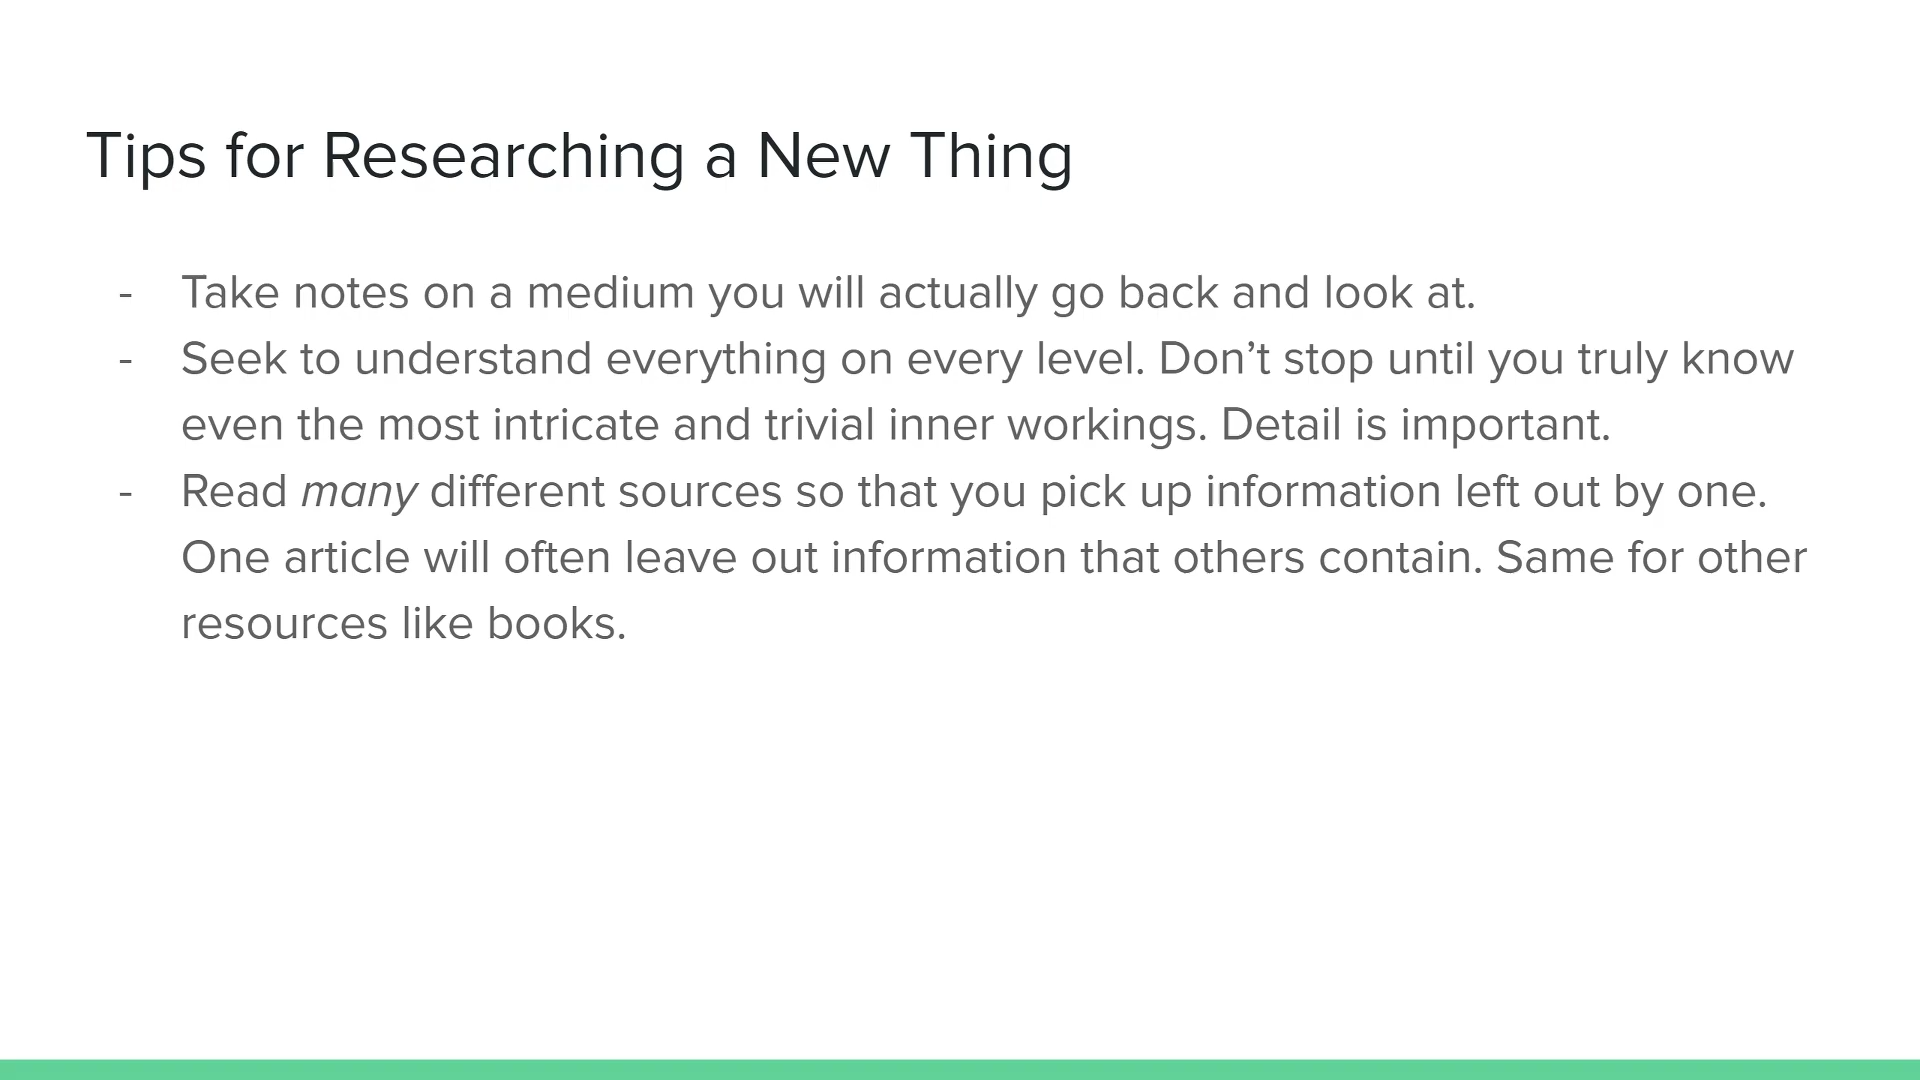 Tips for Researching a New Thing
- Take notes on a medium you will actually go back and look at.
- Seek to understand everything on every level. Don’t stop until you truly know
even the most intricate and trivial inner workings. Detail is important.
- Read many different sources so that you pick up information left out by one.
One article will often leave out information that others contain. Same for other
resources like books.